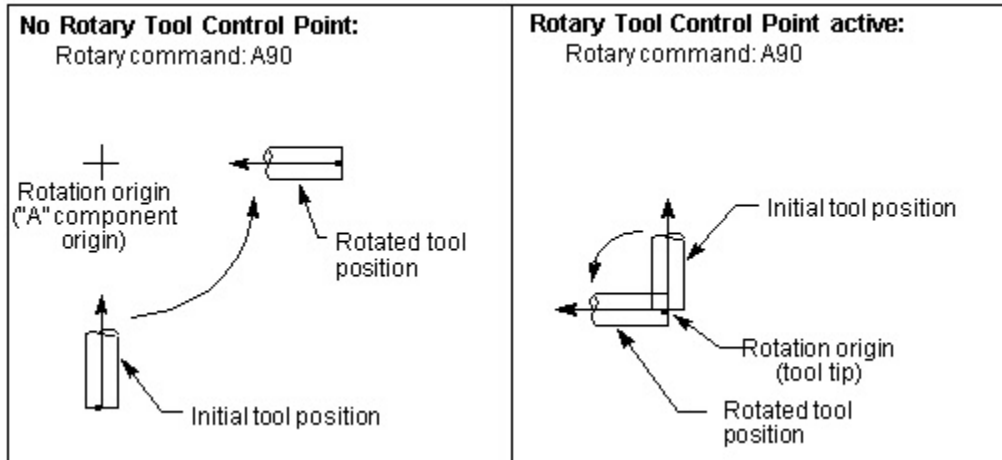 No Rotary Tool Control Point:
Rotary command: A90
Rotation origin
("A" component
origin)
Rotated tool
position
Initial tool position
Rotary Tool Control Point active:
Rotary command: A90
Initial tool position
Rotation origin
(tool tip)
Rotated tool
position